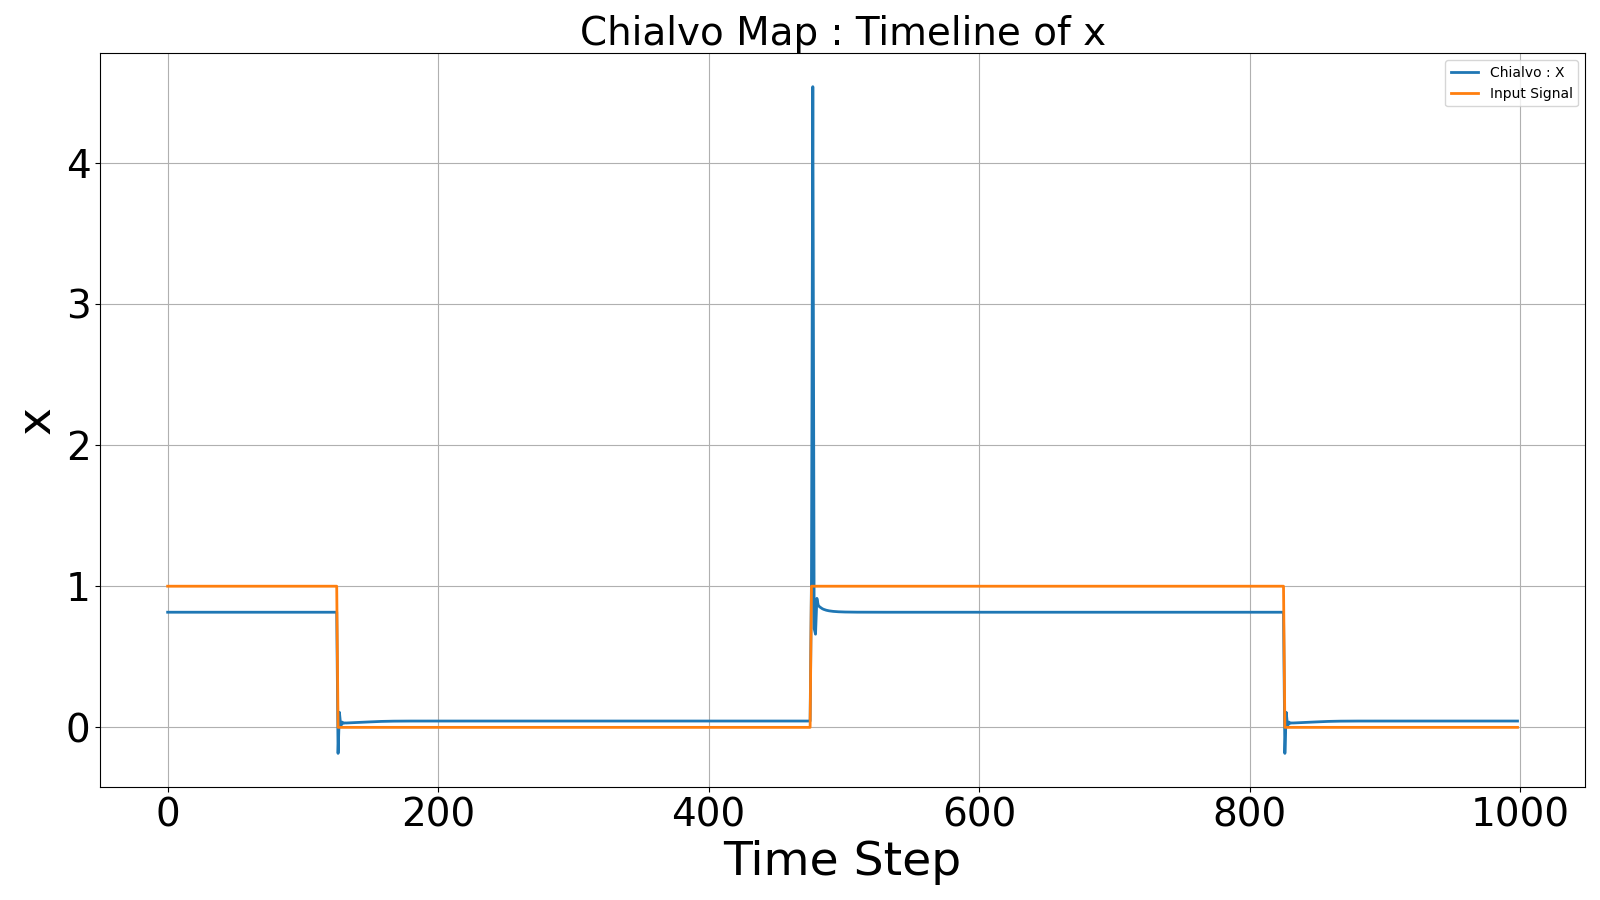 Chialvo Map : Timeline of x
Chialvo : X
Input Signal
x
4
3
2
1
0
0 200 400 600 800 1000
Time Step